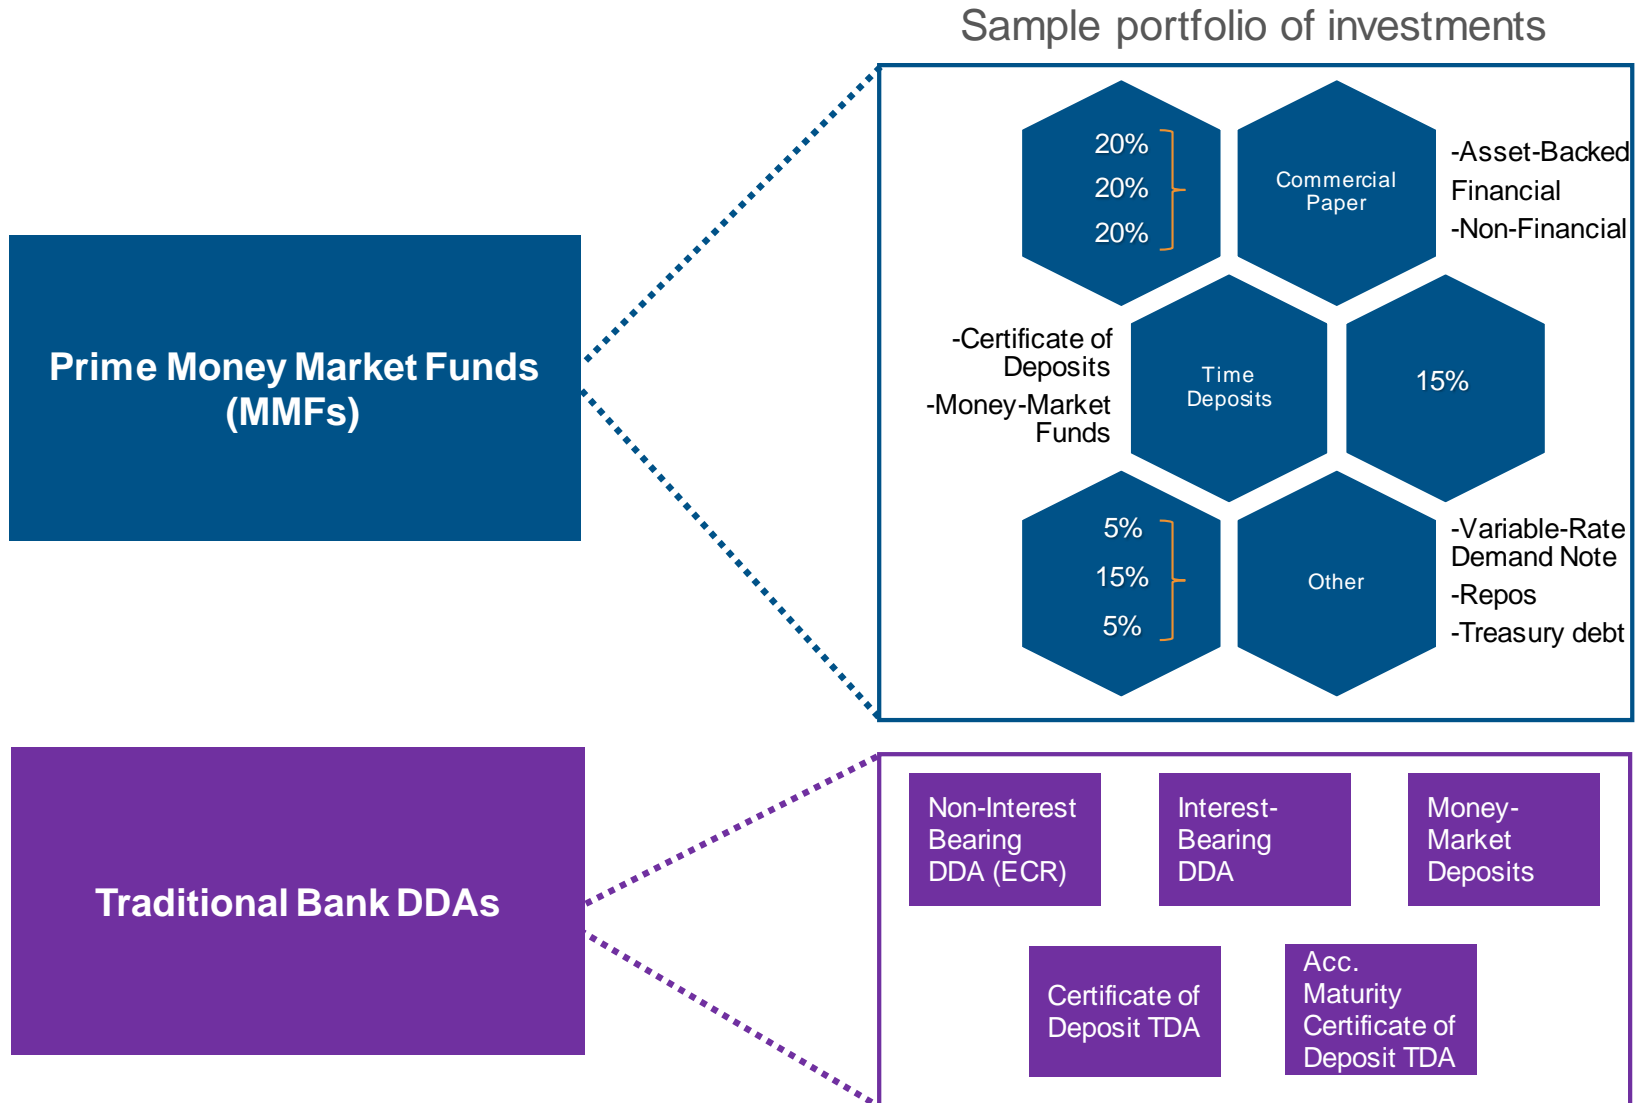 Sample portfolio of investments
20%
20%
20%
Commercial
Paper
-Asset-Backed
Financial
-Non-Financial
Prime Money Market Funds
(MMFs)
-Certificate of
Deposits
-Money-Market
Funds
Time
Deposits
15%
5%
15%
5%
Other
-Variable-Rate
Demand Note
-Repos
-Treasury debt
Traditional Bank DDAs
Non-Interest
Bearing
DDA (ECR)
Interest-
Bearing
DDA
Money-
Market
Deposits
Certificate of
Deposit TDA
Acc.
Maturity
Certificate of
Deposit TDA